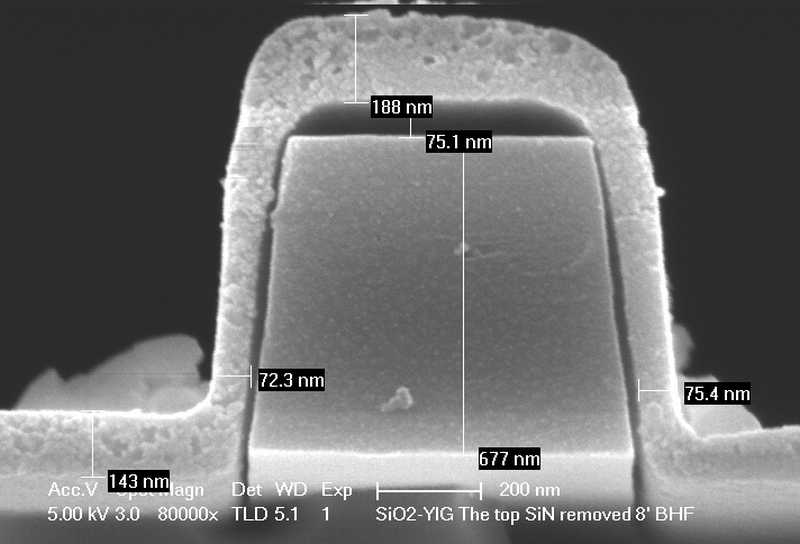 188 nm
75.1 nm
72.3 nm
75.4 nm
677 nm
143 nm
Acc.V Spot Magn Det WD Exp 200 nm
5.00 kV 3.0 80000x TLD 5.1 1 SiO2-YIG The top SiN removed 8' BHF